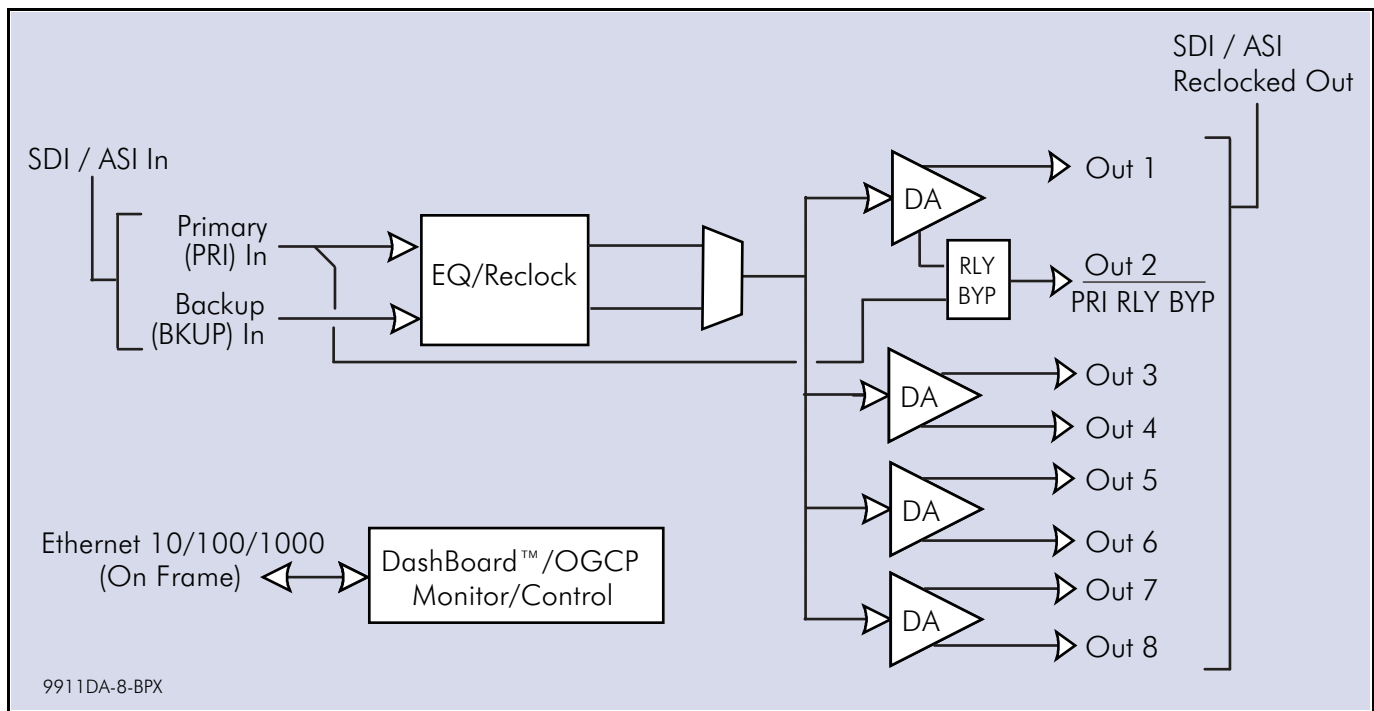 SDI / ASI
Reclocked Out
SDI / ASI In
Primary
(PRI) In
Backup
(BKUP) In
EQ/Reclock
DA
Out 1
RLY
BYP
Out 2
PRI RLY BYP
DA
Out 3
Out 4
DA
Out 5
Out 6
DA
Out 7
Out 8
Ethernet 10/100/1000
(On Frame)
DashBoard™/OGCP
Monitor/Control
9911DA-8-BPX